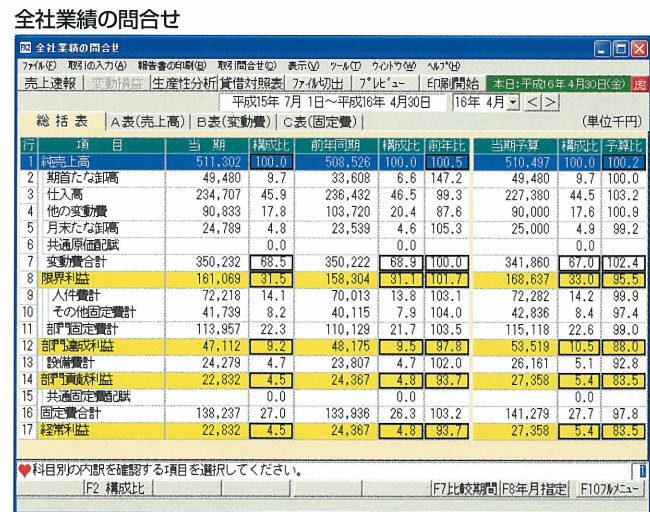 全社業績の問合せ
全社業績の問合せ
ファイル(F) 取引の入力(A) 報告書の印刷(R) 取引問合せ(Q) 表示(V) ツール(T) ウィンドウ(W) ヘルプ(H)
売上速報 変動損益 生産性分析 貸借対照表 ファイル切出 プレビュー 印刷開始 本日:平成16年 4月30日(金)
平成15年 7月 1日~平成16年 4月30日 16年 4月 < >
総括表 A表(売上高) B表(変動費) C表(固定費) (単位千円)
行 項 目 当 期 構成比 前年同期 構成比 前年比 当期予算 構成比 予算比
1 純売上高 511,302 100.0 508,526 100.0 100.5 510,497 100.0 100.2
2 期首たな卸高 49,480 9.7 33,608 6.6 147.2 49,480 9.7 100.0
3 仕入高 234,707 45.9 236,432 46.5 99.3 227,380 44.5 103.2
4 他の変動費 90,833 17.8 103,720 20.4 87.6 90,000 17.6 100.9
5 月末たな卸高 24,789 4.8 23,539 4.6 105.3 25,000 4.9 99.2
6 共通原価配賦 0.0 0.0 0.0
7 変動費合計 350,232 68.5 350,222 68.9 100.0 341,860 67.0 102.4
8 限界利益 161,069 31.5 158,304 31.1 101.7 168,637 33.0 95.5
9 人件費計 72,218 14.1 70,013 13.8 103.1 72,282 14.2 99.9
10 その他固定費計 41,739 8.2 40,115 7.9 104.0 42,836 8.4 97.4
11 部門固定費計 113,957 22.3 110,129 21.7 103.5 115,118 22.6 99.0
12 部門達成利益 47,112 9.2 48,175 9.5 97.8 53,519 10.5 88.0
13 設備費計 24,279 4.7 23,807 4.7 102.0 26,161 5.1 92.8
14 部門貢献利益 22,832 4.5 24,367 4.8 93.7 27,358 5.4 83.5
15 共通固定費配賦 0.0 0.0 0.0
16 固定費合計 138,237 27.0 133,936 26.3 103.2 141,279 27.7 97.8
17 経常利益 22,832 4.5 24,367 4.8 93.7 27,358 5.4 83.5
♥科目別の内訳を確認する項目を選択してください。 1
F2 構成比 F7比較期間 F8年月指定 F10フルメニュー